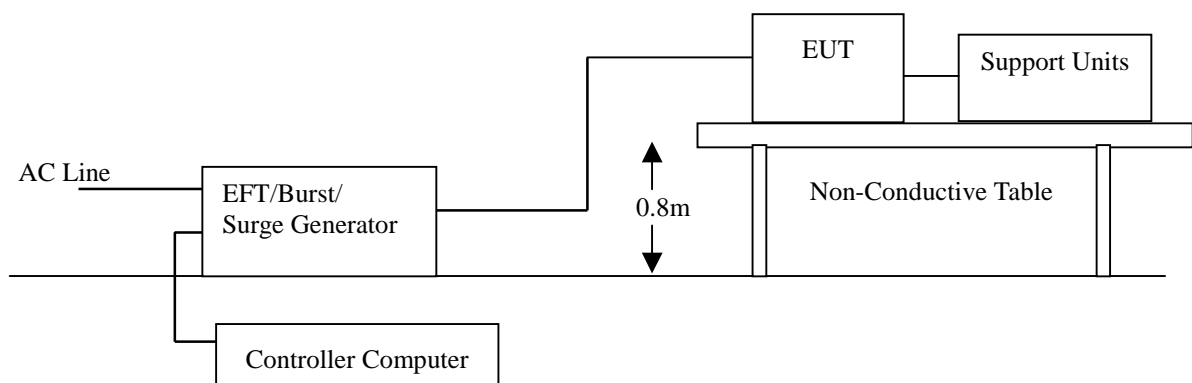 EUT
Support Units
AC Line
EFT/Burst/
Surge Generator
0.8m
Non-Conductive Table
Controller Computer